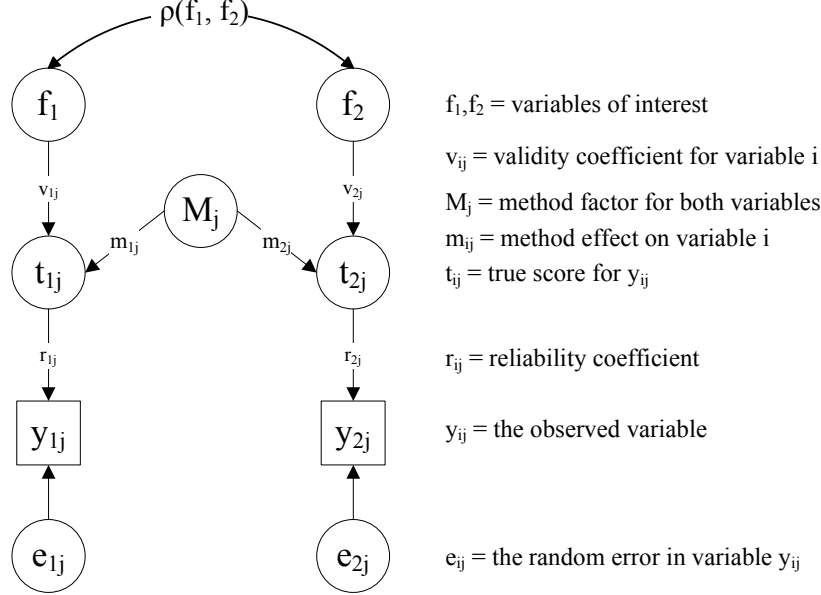 ρ(f₁, f₂)
f₁
f₂
f₁,f₂ = variables of interest
v₁ⱼ
v₂ⱼ
vᵢⱼ = validity coefficient for variable i
Mⱼ
Mⱼ = method factor for both variables
m₁ⱼ
m₂ⱼ
mᵢⱼ = method effect on variable i
t₁ⱼ
t₂ⱼ
tᵢⱼ = true score for yᵢⱼ
r₁ⱼ
r₂ⱼ
rᵢⱼ = reliability coefficient
y₁ⱼ
y₂ⱼ
yᵢⱼ = the observed variable
e₁ⱼ
e₂ⱼ
eᵢⱼ = the random error in variable yᵢⱼ